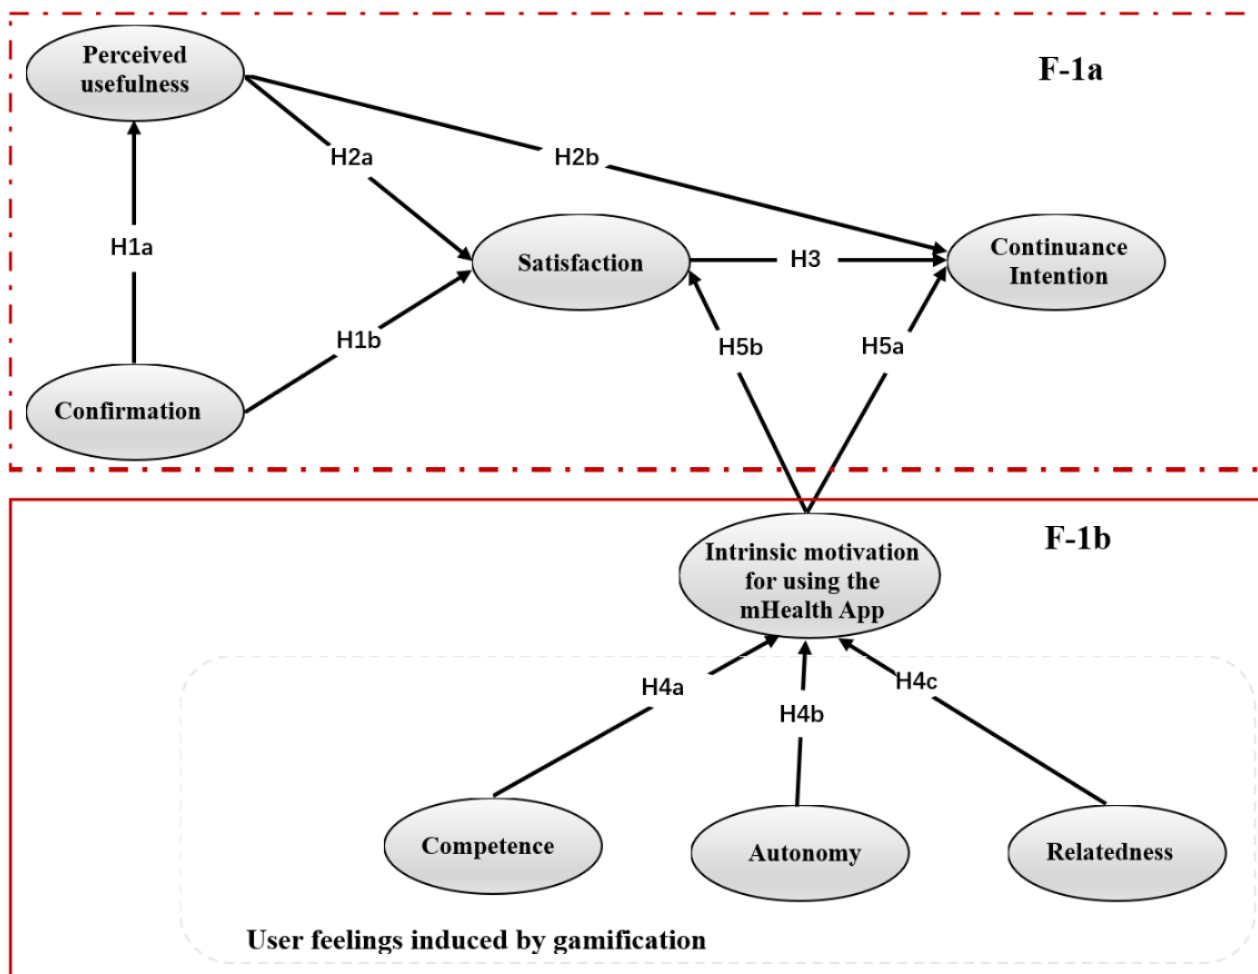 Perceived
usefulness
F-1a
H2a
H2b
H1a
Satisfaction
H3
Continuance
Intention
H1b
H5b
H5a
Confirmation
F-1b
Intrinsic motivation
for using the
mHealth App
H4a
H4b
H4c
Competence
Autonomy
Relatedness
User feelings induced by gamification